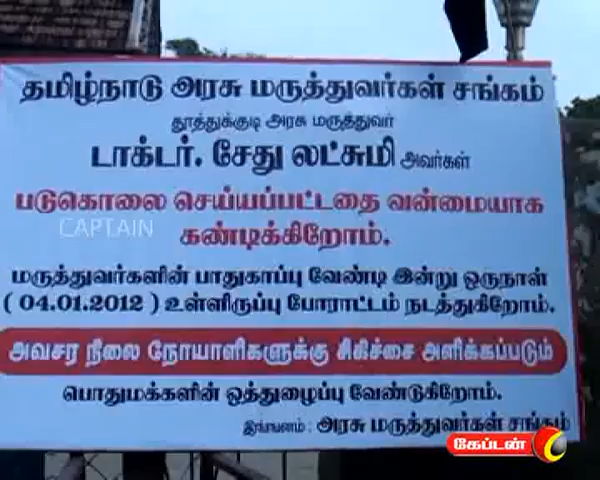 தமிழ்நாடு அரசு மருத்துவர்கள் சங்கம்
தூத்துக்குடி அரசு மருத்துவர்
டாக்டர். சேது லட்சுமி அவர்கள்
படுகொலை செய்யப்பட்டதை வன்மையாக
CAPTAIN
கண்டிக்கிறோம்.
மருத்துவர்களின் பாதுகாப்பு வேண்டி இன்று ஒருநாள்
( 04.01.2012 ) உள்ளிருப்பு போராட்டம் நடத்துகிறோம்.
அவசர நிலை நோயாளிகளுக்கு சிகிச்சை அளிக்கப்படும்
பொதுமக்களின் ஒத்துழைப்பு வேண்டுகிறோம்.
இங்ஙனம் : அரசு மருத்துவர்கள் சங்கம்
கேப்டன்